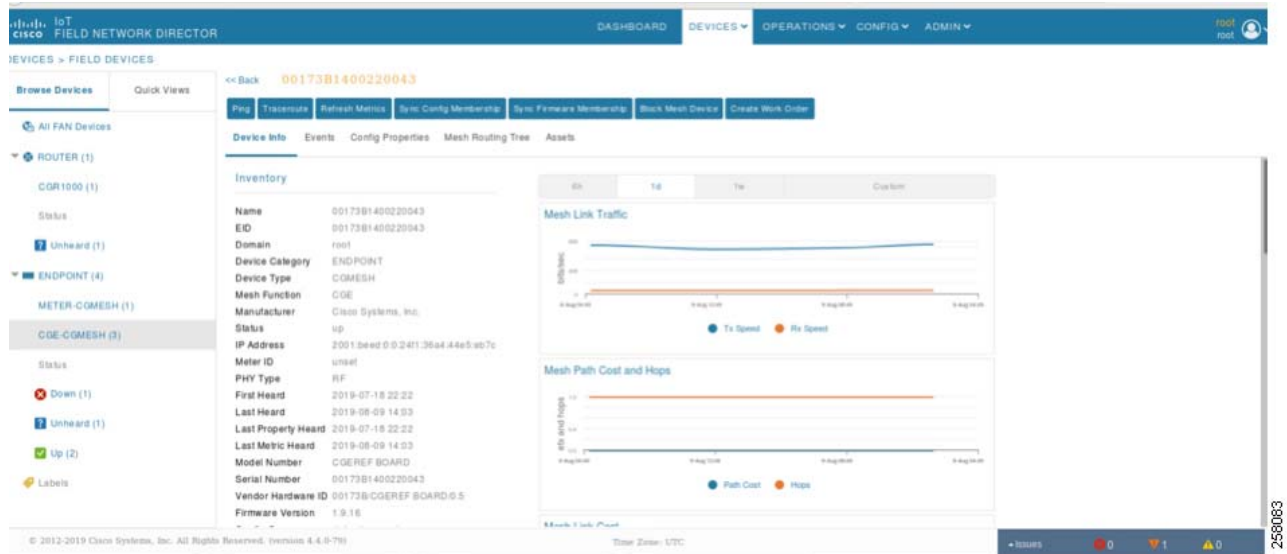 cisco IoT
FIELD NETWORK DIRECTOR
DASHBOARD DEVICES OPERATIONS CONFIG ADMIN
root
root
DEVICES > FIELD DEVICES
Browse Devices Quick Views
All FAN Devices
ROUTER (1)
CGR1000 (1)
Status
Unheard (1)
ENDPOINT (4)
METER-CGMESH (1)
CGE-CGMESH (3)
Status
Down (1)
Unheard (1)
Up (2)
Labels
<< Back 00173B1400220043
Ping Traceroute Refresh Metrics Sync Config Membership Sync Firmware Membership Block Mesh Device Create Work Order
Device Info Events Config Properties Mesh Routing Tree Assets
Inventory
Name 00173B1400220043
EID 00173B1400220043
Domain root
Device Category ENDPOINT
Device Type CGMESH
Mesh Function CGE
Manufacturer Cisco Systems, Inc.
Status up
IP Address
Meter ID unset
PHY Type RF
First Heard 2019-07-18 22:22
Last Heard 2019-08-09 14:03
Last Property Heard 2019-07-18 22:22
Last Metric Heard 2019-08-09 14:03
Model Number CGEREF BOARD
Serial Number 00173B1400220043
Vendor Hardware ID 00173B/CGEREF BOARD/0.5
Firmware Version 1.9.16
6h 1d 1w Custom
Mesh Link Traffic
bits/sec
Tx Speed Rx Speed
Mesh Path Cost and Hops
etx and hops
Path Cost Hops
Mesh Link Cost
© 2012-2019 Cisco Systems, Inc. All Rights Reserved. (version 4.4.0-79)
Time Zone: UTC
Issues 0 1 0
258083